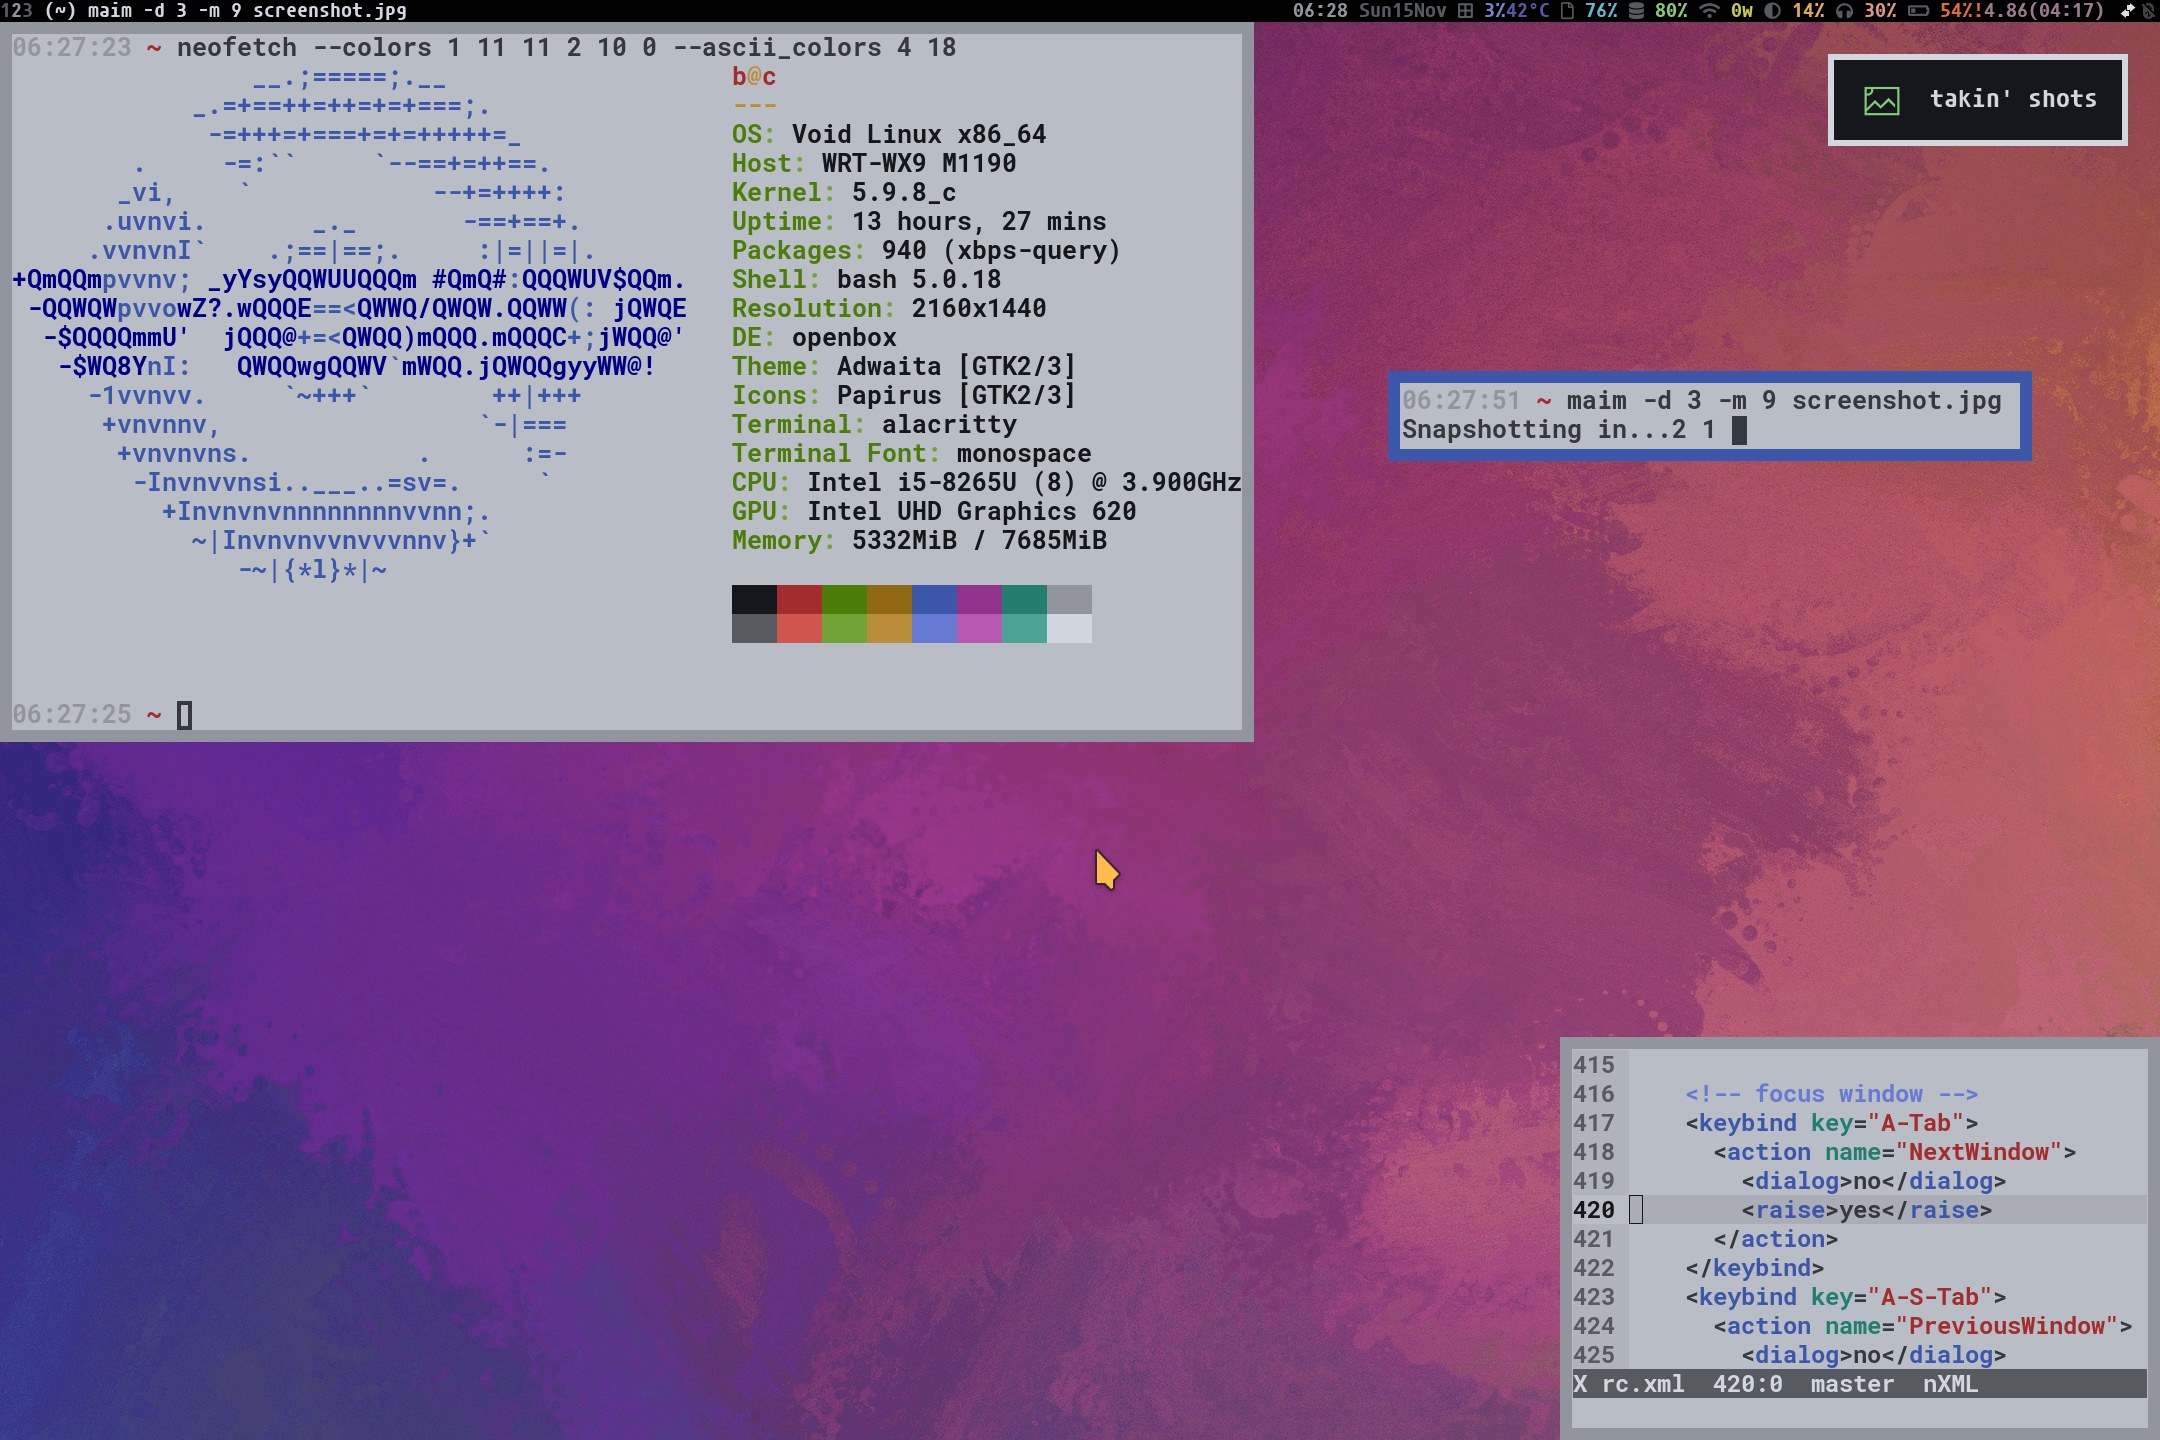 123 (~) maim -d 3 -m 9 screenshot.jpg
06:28 Sun15Nov 3%42°C 76% 80% 0w 14% 30% 54%!4.86(04:17)
06:27:23 ~ neofetch --colors 1 11 11 2 10 0 --ascii_colors 4 18
__.;=====;.__
_.=+==++=++=+=+===;.
-=+++=+===+=+=+++++=_
. -=:`` `--==+=++==.
_vi, ` --+=++++:
.uvnvi. _._ -==+==+.
.vvnvnI` .;==|==;. :|=||=|.
+QmQQmpvvnv; _yYsyQQWUUQQQm #QmQ#:QQQWUV$QQm.
-QQWQWpvvowZ?.wQQQE==<QWWQ/QWQW.QQWW(: jQWQE
-$QQQQmmU' jQQQ@+=<QWQQ)mQQQ.mQQQC+;jWQQ@'
-$WQ8YnI: QWQQwgQQWV`mWQQ.jQWQQgyyWW@!
-1vvnvv. `~+++` ++|+++
+vnvnnv, `-|===
+vnvnvns. . :=-
-Invnvvnsi..___..=sv=. `
+Invnvnvnnnnnnnnvvnn;.
~|Invnvnvvnvvvnnv}+`
-~|{*l}*|~
b@c
---
OS: Void Linux x86_64
Host: WRT-WX9 M1190
Kernel: 5.9.8_c
Uptime: 13 hours, 27 mins
Packages: 940 (xbps-query)
Shell: bash 5.0.18
Resolution: 2160x1440
DE: openbox
Theme: Adwaita [GTK2/3]
Icons: Papirus [GTK2/3]
Terminal: alacritty
Terminal Font: monospace
CPU: Intel i5-8265U (8) @ 3.900GHz
GPU: Intel UHD Graphics 620
Memory: 5332MiB / 7685MiB
06:27:25 ~
takin' shots
06:27:51 ~ maim -d 3 -m 9 screenshot.jpg
Snapshotting in...2 1
415
416 <!-- focus window -->
417 <keybind key="A-Tab">
418 <action name="NextWindow">
419 <dialog>no</dialog>
420 <raise>yes</raise>
421 </action>
422 </keybind>
423 <keybind key="A-S-Tab">
424 <action name="PreviousWindow">
425 <dialog>no</dialog>
X rc.xml 420:0 master nXML